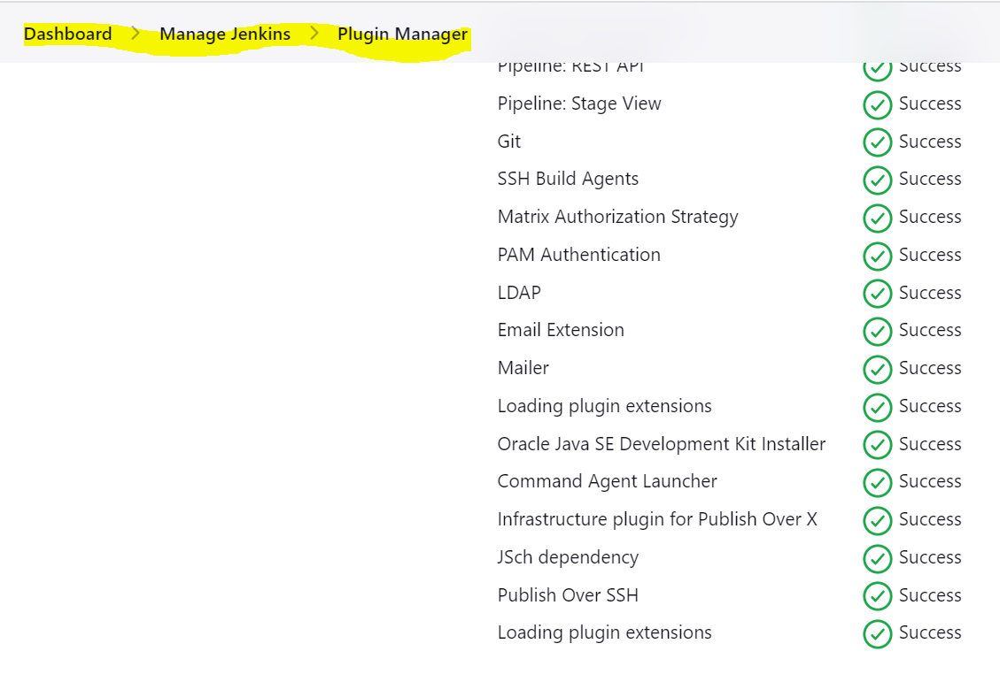 Dashboard > Manage Jenkins > Plugin Manager
Pipeline: REST API Success
Pipeline: Stage View Success
Git Success
SSH Build Agents Success
Matrix Authorization Strategy Success
PAM Authentication Success
LDAP Success
Email Extension Success
Mailer Success
Loading plugin extensions Success
Oracle Java SE Development Kit Installer Success
Command Agent Launcher Success
Infrastructure plugin for Publish Over X Success
JSch dependency Success
Publish Over SSH Success
Loading plugin extensions Success